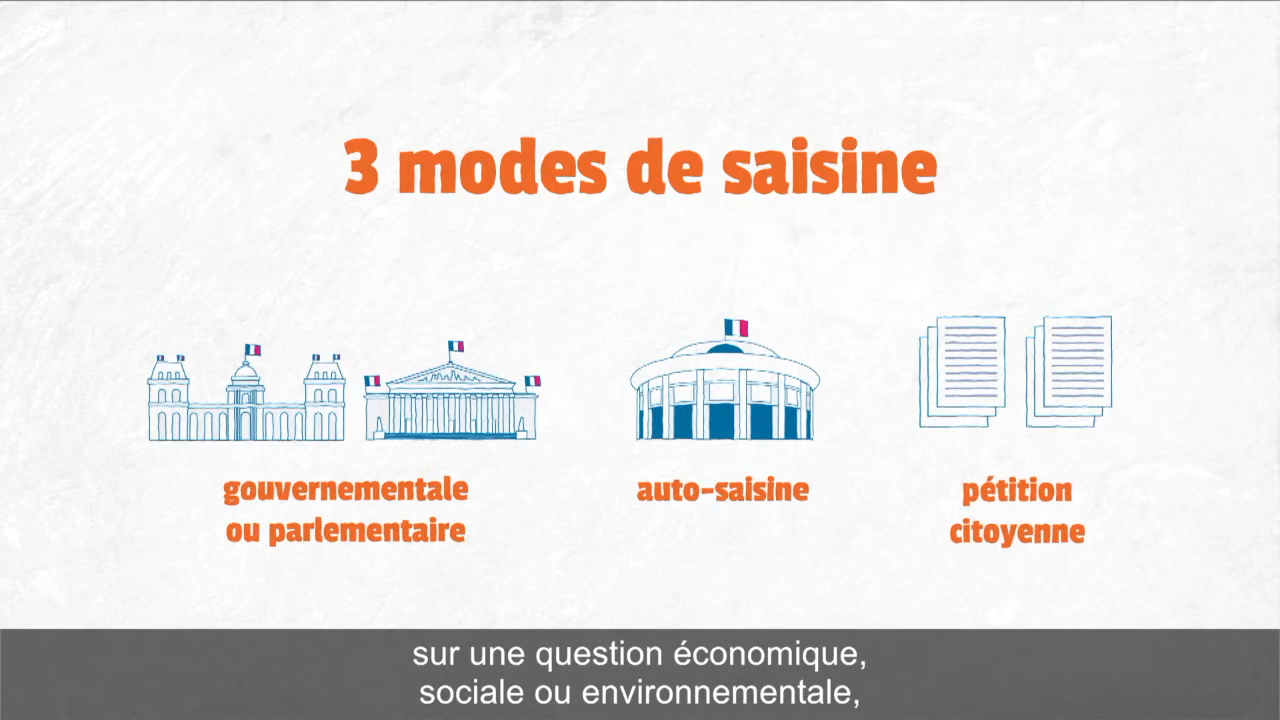 3 modes de saisine
gouvernementale
ou parlementaire
auto-saisine
pétition
citoyenne
sur une question économique,
sociale ou environnementale,